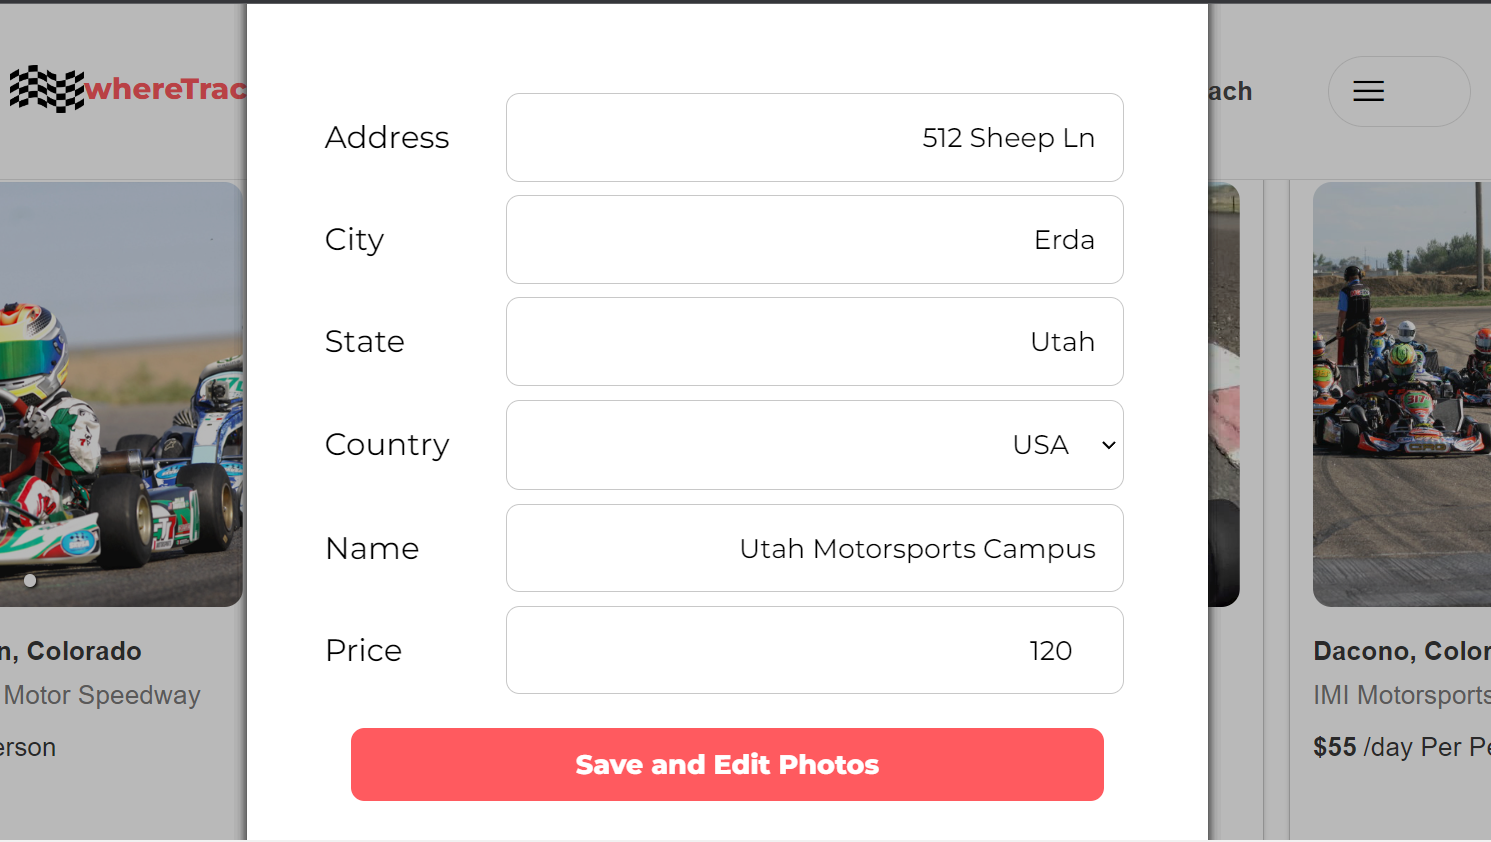 whereTrac
ach
Address
512 Sheep Ln
City
Erda
State
Utah
Country
USA
Name
Utah Motorsports Campus
Price
120
Save and Edit Photos
n, Colorado
Motor Speedway
erson
Dacono, Color
IMI Motorsports
$55 /day Per Pe
317